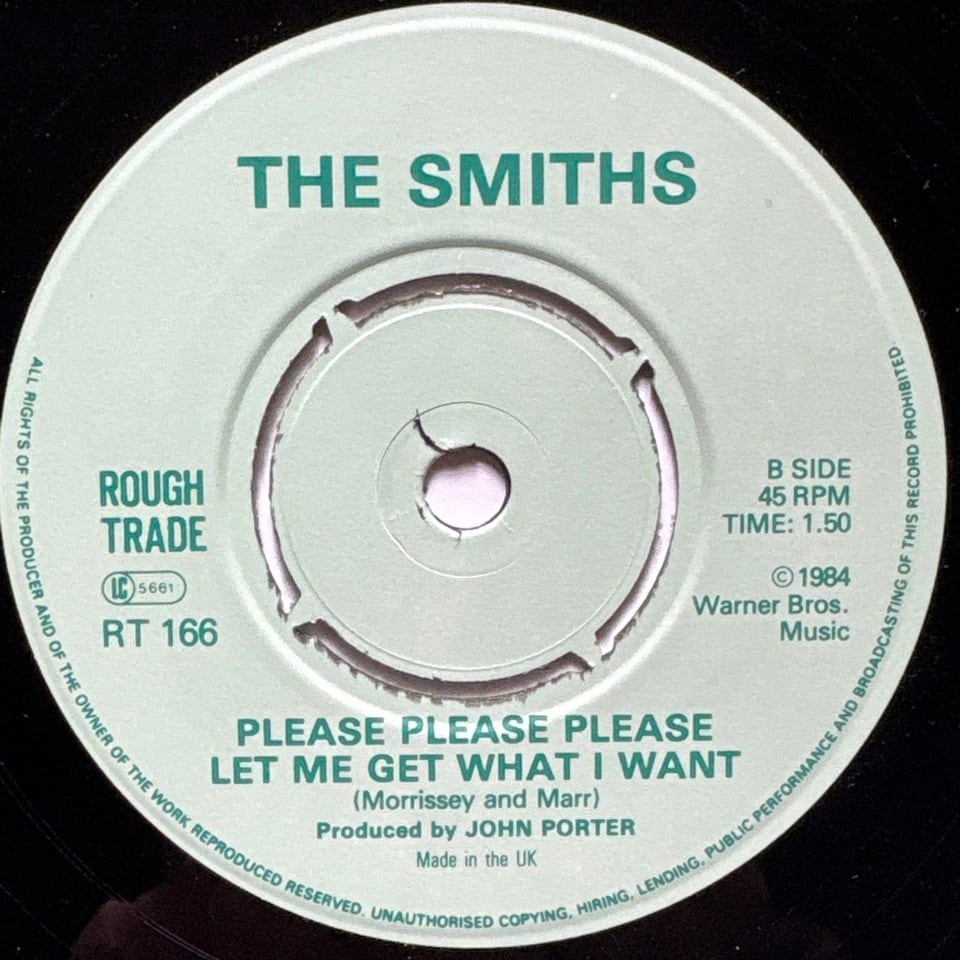 THE SMITHS
ROUGH
TRADE
LC 5661
RT 166
B SIDE
45 RPM
TIME: 1.50
© 1984
Warner Bros.
Music
PLEASE PLEASE PLEASE
LET ME GET WHAT I WANT
(Morrissey and Marr)
Produced by JOHN PORTER
Made in the UK
ALL RIGHTS OF THE PRODUCER AND OF THE OWNER OF THE WORK REPRODUCED RESERVED. UNAUTHORISED COPYING, HIRING, LENDING, PUBLIC PERFORMANCE AND BROADCASTING OF THIS RECORD PROHIBITED.